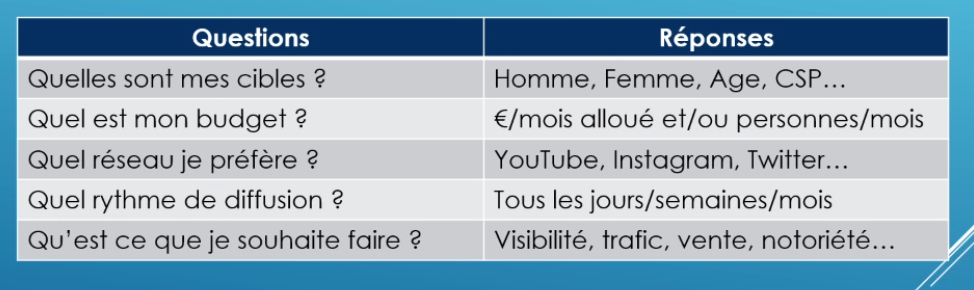 Questions Réponses
Quelles sont mes cibles ? Homme, Femme, Age, CSP...
Quel est mon budget ? €/mois alloué et/ou personnes/mois
Quel réseau je préfère ? YouTube, Instagram, Twitter...
Quel rythme de diffusion ? Tous les jours/semaines/mois
Qu'est ce que je souhaite faire ? Visibilité, trafic, vente, notoriété...